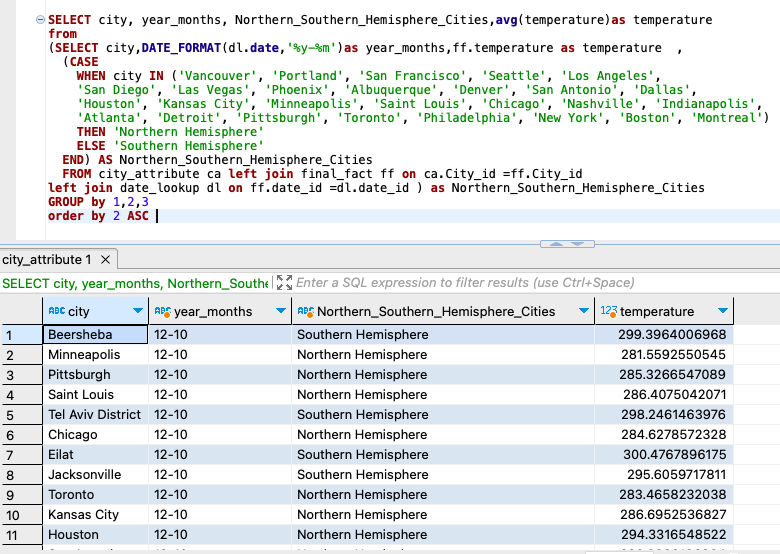 SELECT city, year_months, Northern_Southern_Hemisphere_Cities,avg(temperature)as temperature
from
(SELECT city,DATE_FORMAT(dl.date,'%y-%m')as year_months,ff.temperature as temperature  ,
(CASE
WHEN city IN ('Vancouver', 'Portland', 'San Francisco', 'Seattle', 'Los Angeles',
'San Diego', 'Las Vegas', 'Phoenix', 'Albuquerque', 'Denver', 'San Antonio', 'Dallas',
'Houston', 'Kansas City', 'Minneapolis', 'Saint Louis', 'Chicago', 'Nashville', 'Indianapolis',
'Atlanta', 'Detroit', 'Pittsburgh', 'Toronto', 'Philadelphia', 'New York', 'Boston', 'Montreal')
THEN 'Northern Hemisphere'
ELSE 'Southern Hemisphere'
END) AS Northern_Southern_Hemisphere_Cities
FROM city_attribute ca left join final_fact ff on ca.City_id =ff.City_id
left join date_lookup dl on ff.date_id =dl.date_id ) as Northern_Southern_Hemisphere_Cities
GROUP by 1,2,3
order by 2 ASC
city_attribute 1
SELECT city, year_months, Northern_Southe Enter a SQL expression to filter results (use Ctrl+Space)
ABC city ABC year_months ABC Northern_Southern_Hemisphere_Cities 123 temperature
1 Beersheba 12-10 Southern Hemisphere 299.3964006968
2 Minneapolis 12-10 Northern Hemisphere 281.5592550545
3 Pittsburgh 12-10 Northern Hemisphere 285.3266547089
4 Saint Louis 12-10 Northern Hemisphere 286.4075042071
5 Tel Aviv District 12-10 Southern Hemisphere 298.2461463976
6 Chicago 12-10 Northern Hemisphere 284.6278572328
7 Eilat 12-10 Southern Hemisphere 300.4767896175
8 Jacksonville 12-10 Southern Hemisphere 295.6059717811
9 Toronto 12-10 Northern Hemisphere 283.4658232038
10 Kansas City 12-10 Northern Hemisphere 286.6952536827
11 Houston 12-10 Northern Hemisphere 294.3316548522